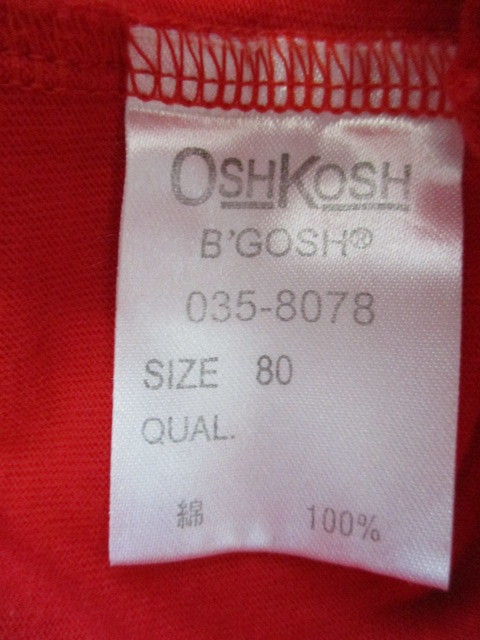 OSHKOSH
B'GOSH®
035-8078
SIZE 80
QUAL.
綿 100%